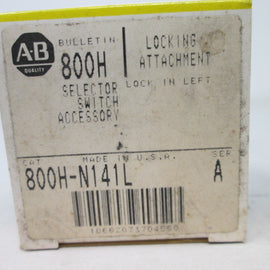 A-B
QUALITY
BULLETIN
800H
SELECTOR
SWITCH
ACCESSORY
LOCKING
ATTACHMENT
LOCK IN LEFT
CAT
MADE IN U.S.A.
SER
800H-N141L
A